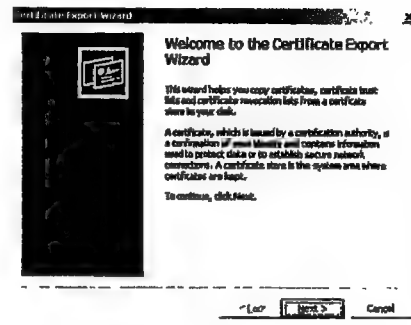 Certificate Export Wizard
Welcome to the Certificate Export
Wizard
This wizard helps you copy certificates, certificate trust
lists and certificate revocation lists from a certificate
store to your disk.
A certificate, which is issued by a certification authority, is
a confirmation of your identity and contains information
used to protect data or to establish secure network
connections. A certificate store is the system area where
certificates are kept.
To continue, click Next.
Next > Cancel